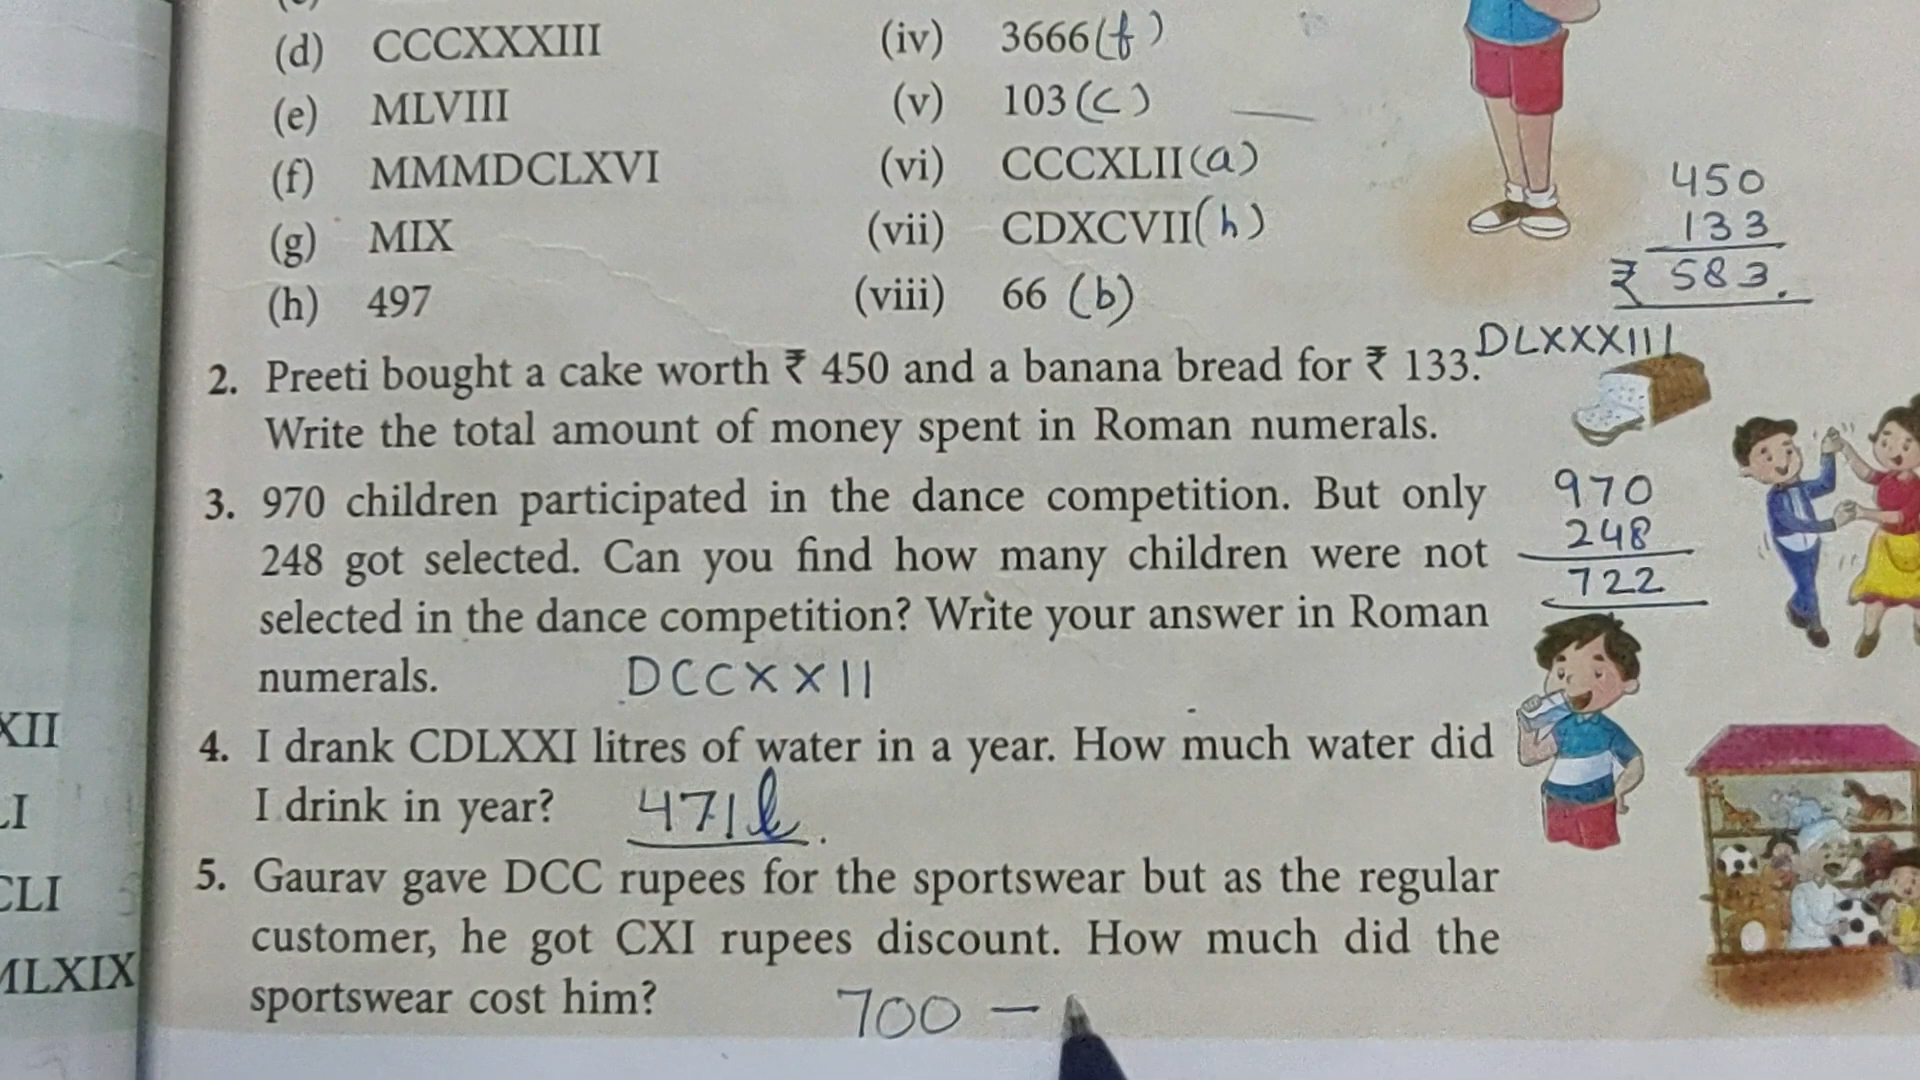 (d) CCCXXXIII (iv) 3666 (f)
(e) MLVIII (v) 103 (c)
(f) MMMDCLXVI (vi) CCCXLII (a)
(g) MIX (vii) CDXCVII (h)
(h) 497 (viii) 66 (b)
450
133
₹ 583.
DLXXXIII
2. Preeti bought a cake worth ₹ 450 and a banana bread for ₹ 133.
Write the total amount of money spent in Roman numerals.
3. 970 children participated in the dance competition. But only
248 got selected. Can you find how many children were not
selected in the dance competition? Write your answer in Roman
numerals. DCCXXII
970
248
722
4. I drank CDLXXI litres of water in a year. How much water did
I drink in year? 471 l.
5. Gaurav gave DCC rupees for the sportswear but as the regular
customer, he got CXI rupees discount. How much did the
sportswear cost him? 700 –
XII
LI
CLI
MLXIX